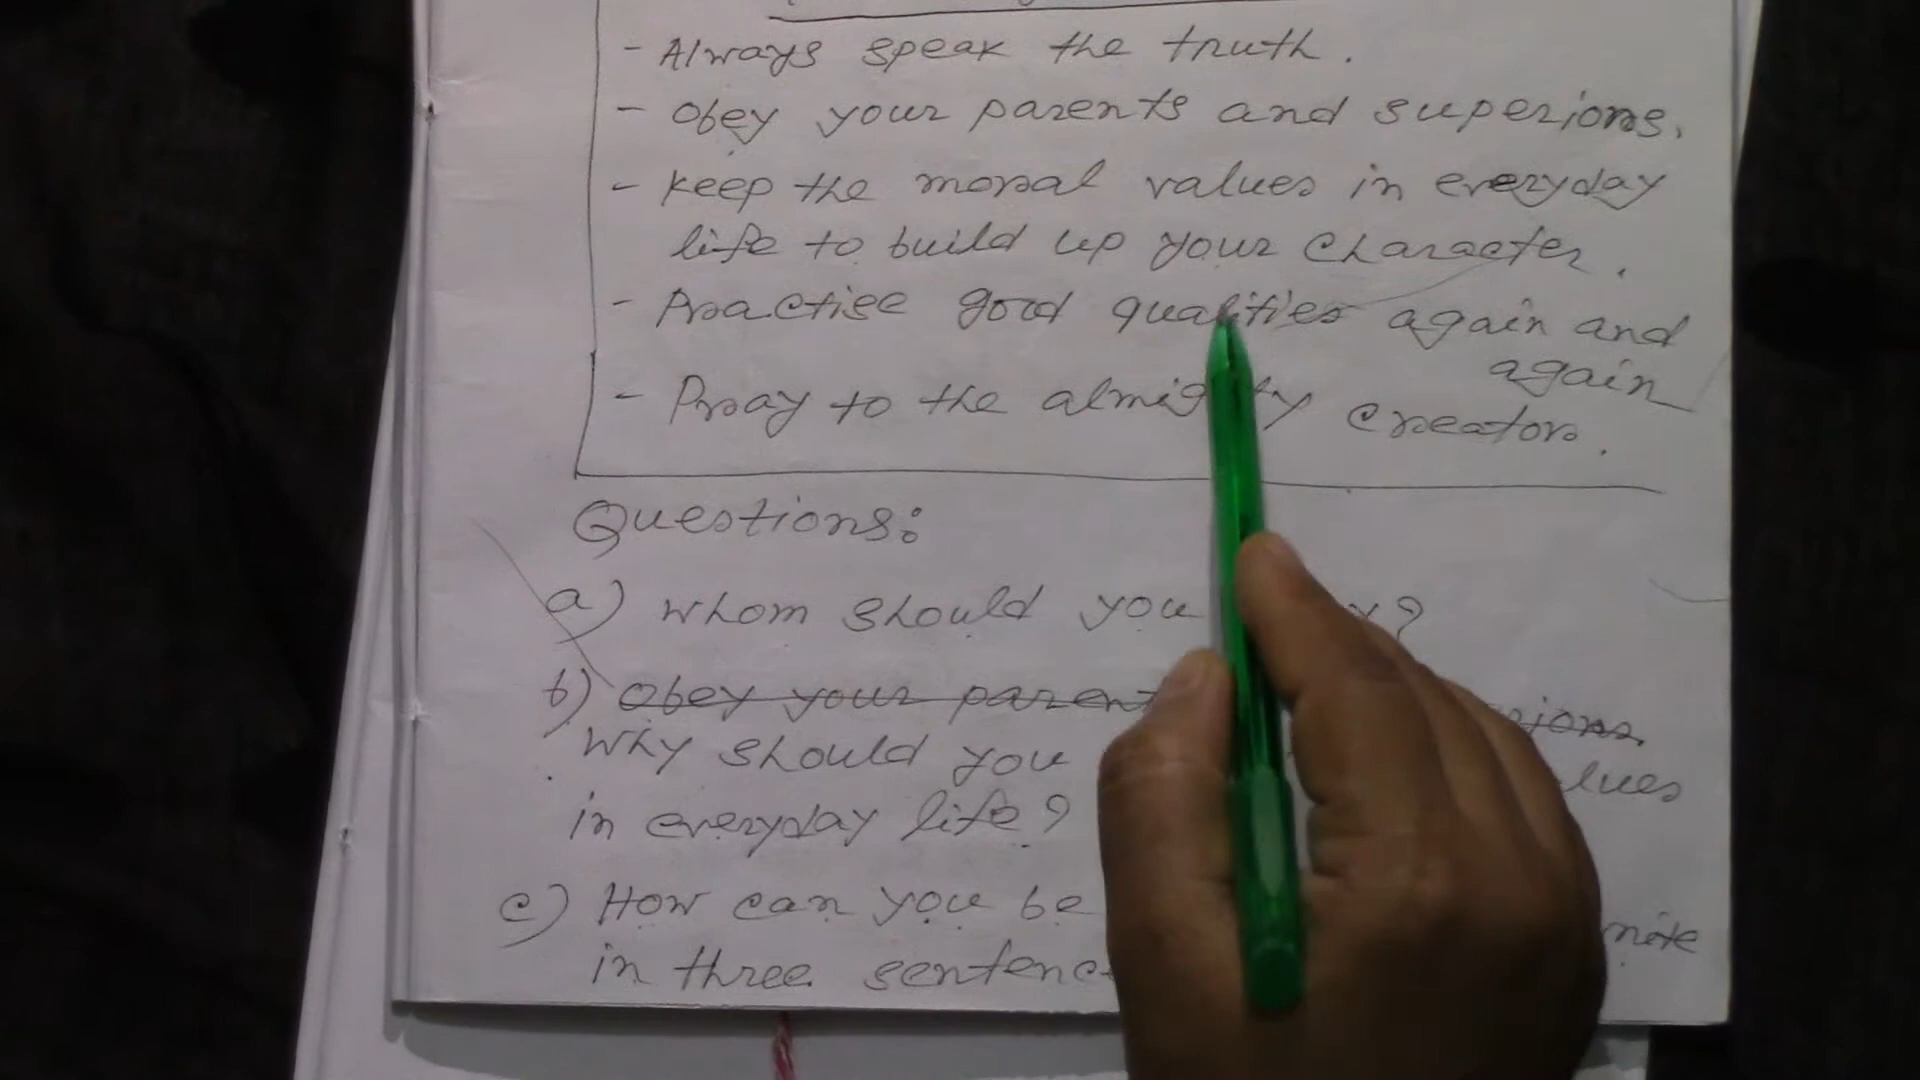 - Always speak the truth.
- Obey your parents and superiors.
- Keep the moral values in everyday
life to build up your character.
- Practise good qualities again and
again
- Pray to the almighty creator.
Questions:
a) Whom should you
b) Obey your parent
Why should you
in everyday life?
c) How can you be
in three